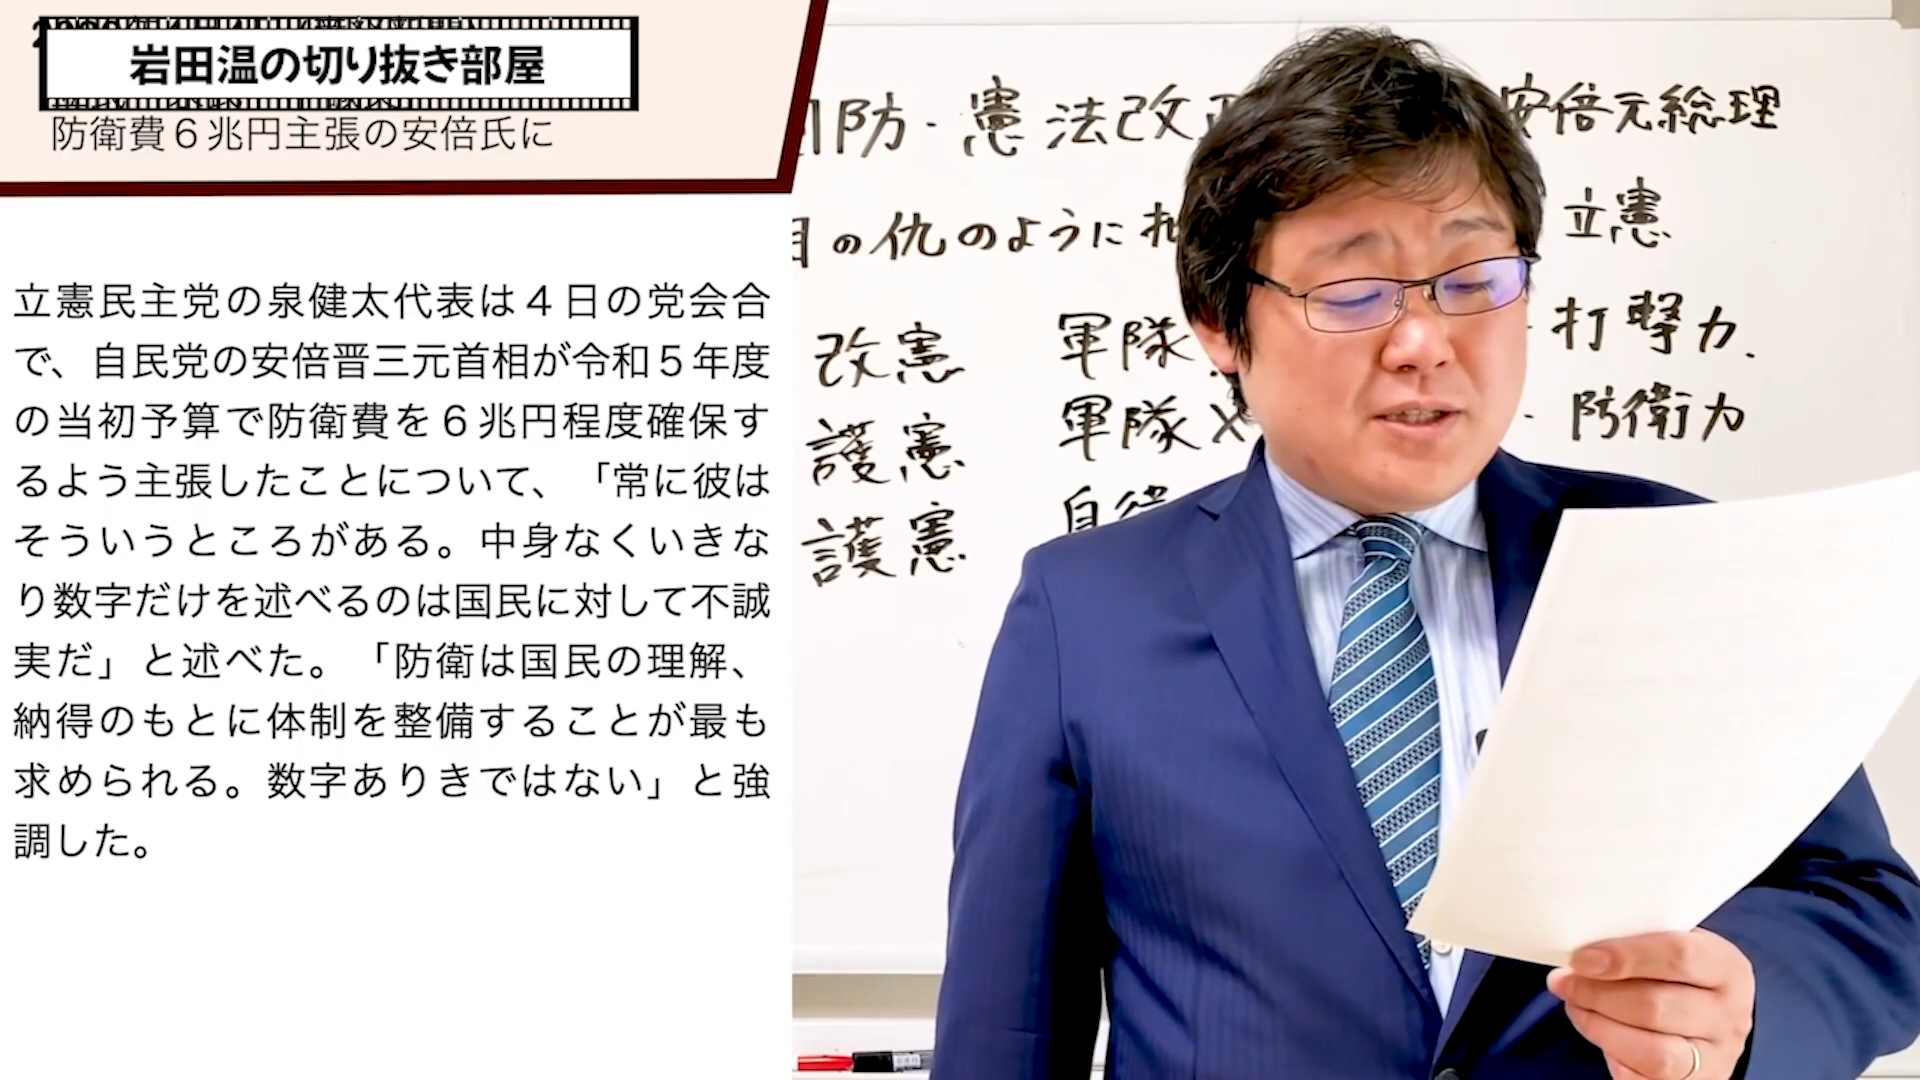 岩田温の切り抜き部屋
防衛費６兆円主張の安倍氏に
立憲民主党の泉健太代表は４日の党会合
で、自民党の安倍晋三元首相が令和５年度
の当初予算で防衛費を６兆円程度確保す
るよう主張したことについて、「常に彼は
そういうところがある。中身なくいきな
り数字だけを述べるのは国民に対して不誠
実だ」と述べた。「防衛は国民の理解、
納得のもとに体制を整備することが最も
求められる。数字ありきではない」と強
調した。
防・憲法改 安倍元総理
の仇のように 立憲
改憲 軍隊 打撃力.
護憲 軍隊 × 防衛力
護憲 自衛